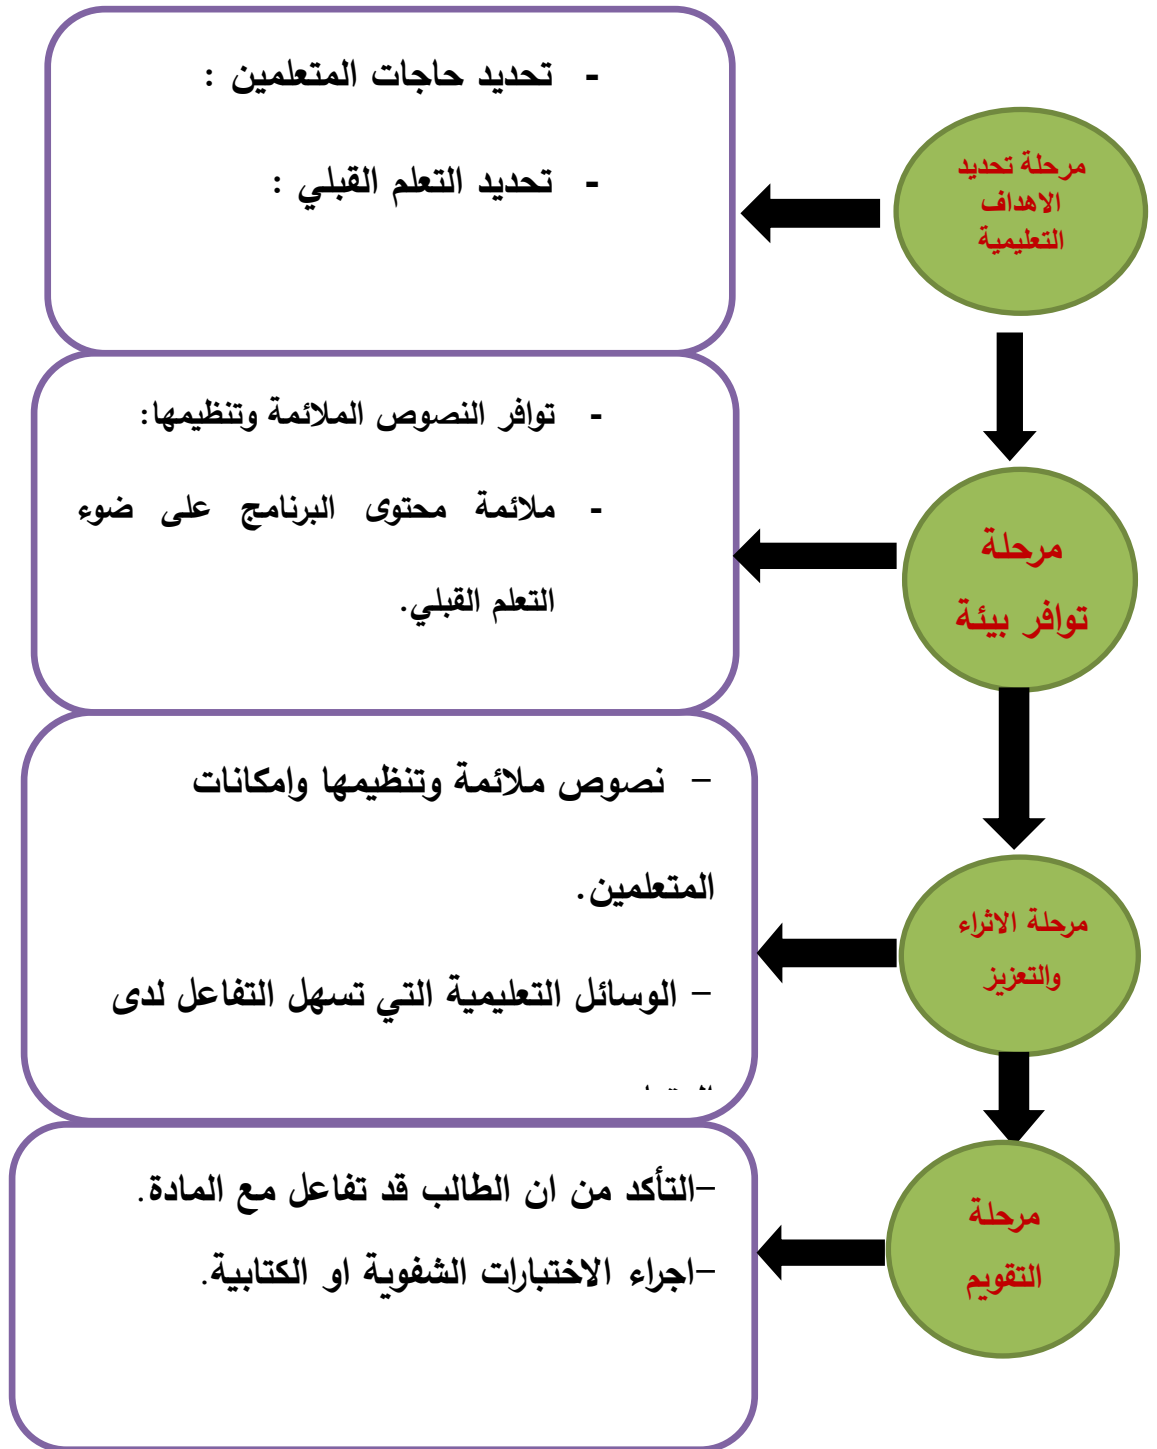 مرحلة تحديد
الاهداف
التعليمية
- تحديد حاجات المتعلمين :
- تحديد التعلم القبلي :
مرحلة
توافر بيئة
- توافر النصوص الملائمة وتنظيمها:
- ملائمة محتوى البرنامج على ضوء
التعلم القبلي.
مرحلة الاثراء
والتعزيز
- نصوص ملائمة وتنظيمها وامكانات
المتعلمين.
- الوسائل التعليمية التي تسهل التفاعل لدى
مرحلة
التقويم
-التأكد من ان الطالب قد تفاعل مع المادة.
-اجراء الاختبارات الشفوية او الكتابية.